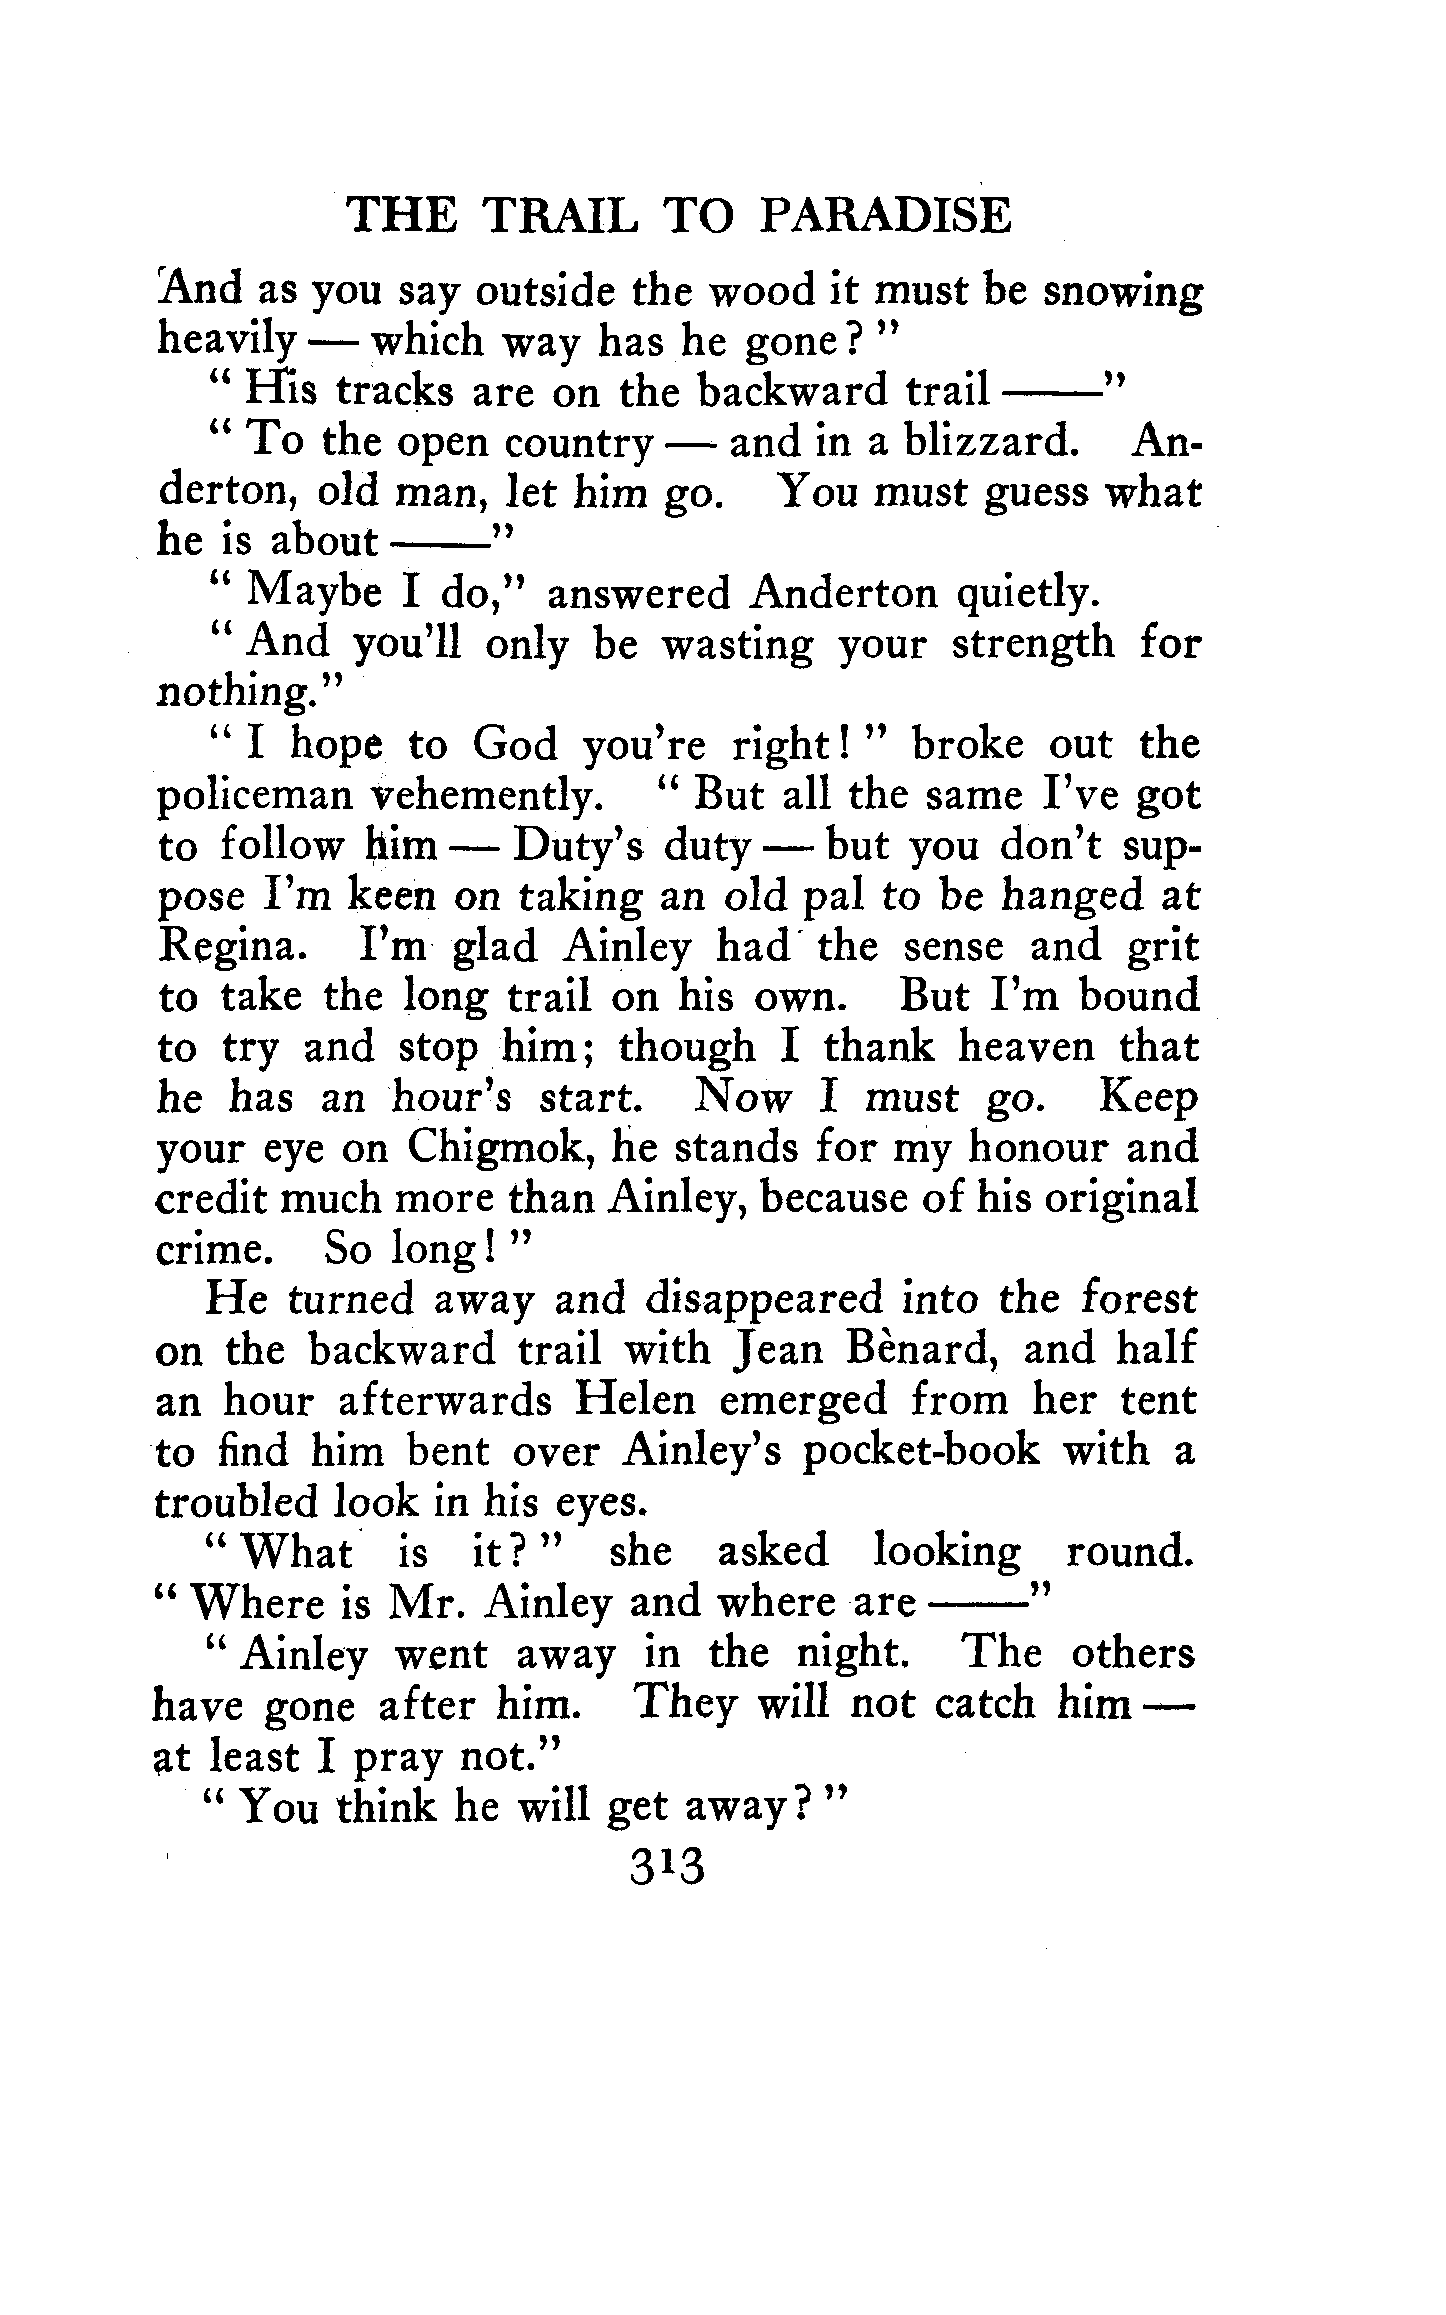 THE TRAIL TO PARADISE
And as you say outside the wood it must be snowing
heavily — which way has he gone? "
" His tracks are on the backward trail ——"
" To the open country — and in a blizzard. An-
derton, old man, let him go. You must guess what
he is about ——"
" Maybe I do," answered Anderton quietly.
" And you'll only be wasting your strength for
nothing."
" I hope to God you're right! " broke out the
policeman vehemently. " But all the same I've got
to follow him — Duty's duty — but you don't sup-
pose I'm keen on taking an old pal to be hanged at
Regina. I'm glad Ainley had the sense and grit
to take the long trail on his own. But I'm bound
to try and stop him; though I thank heaven that
he has an hour's start. Now I must go. Keep
your eye on Chigmok, he stands for my honour and
credit much more than Ainley, because of his original
crime. So long! "
He turned away and disappeared into the forest
on the backward trail with Jean Bènard, and half
an hour afterwards Helen emerged from her tent
to find him bent over Ainley's pocket-book with a
troubled look in his eyes.
" What is it? " she asked looking round.
" Where is Mr. Ainley and where are ——"
" Ainley went away in the night. The others
have gone after him. They will not catch him —
at least I pray not."
" You think he will get away? "
313